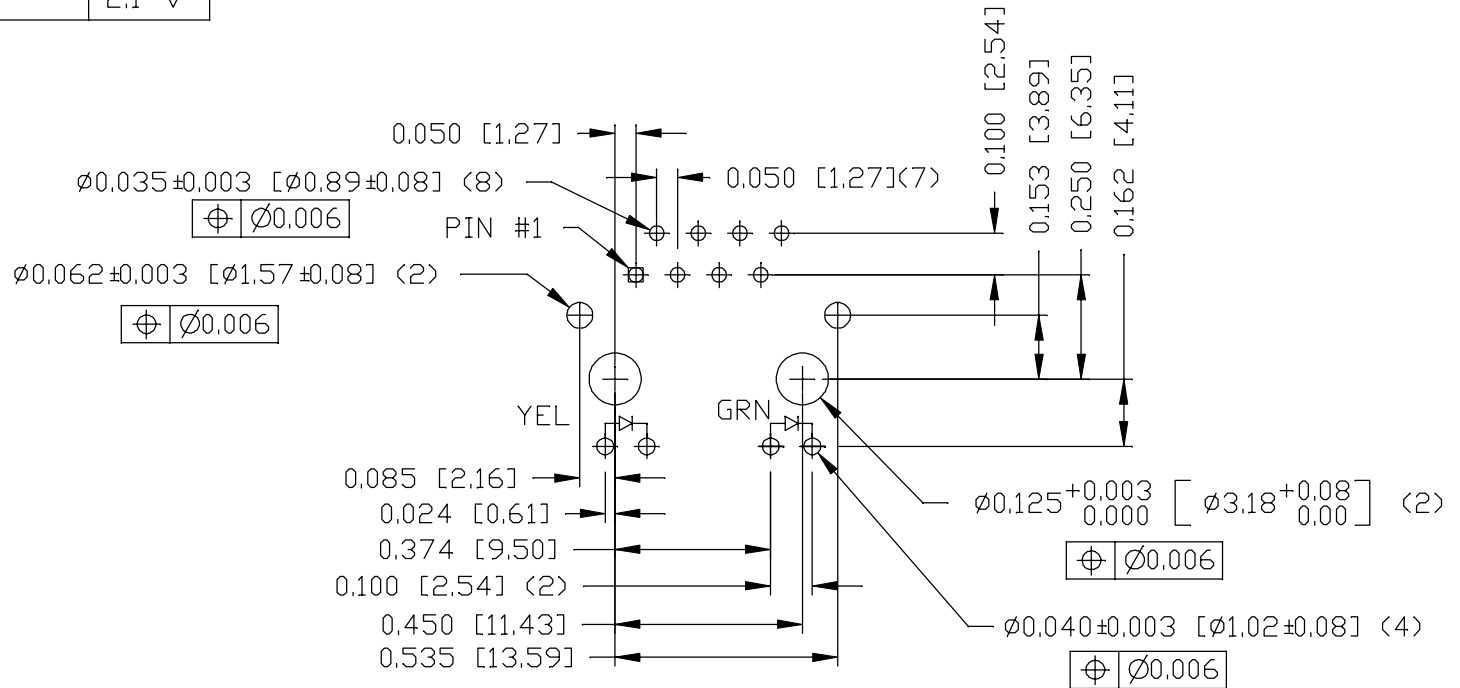 2.1 V
0.100 [2.54]
0.153 [3.89]
0.250 [6.35]
0.162 [4.11]
0.050 [1.27]
Ø0.035±0.003 [Ø0.89±0.08] (8)
0.050 [1.27](7)
⌖ Ø0.006
PIN #1
Ø0.062±0.003 [Ø1.57±0.08] (2)
⌖ Ø0.006
YEL
GRN
0.085 [2.16]
0.024 [0.61]
0.374 [9.50]
0.100 [2.54] (2)
0.450 [11.43]
0.535 [13.59]
Ø0.125 +0.003 0.000 [Ø3.18 +0.08 0.00] (2)
⌖ Ø0.006
Ø0.040±0.003 [Ø1.02±0.08] (4)
⌖ Ø0.006